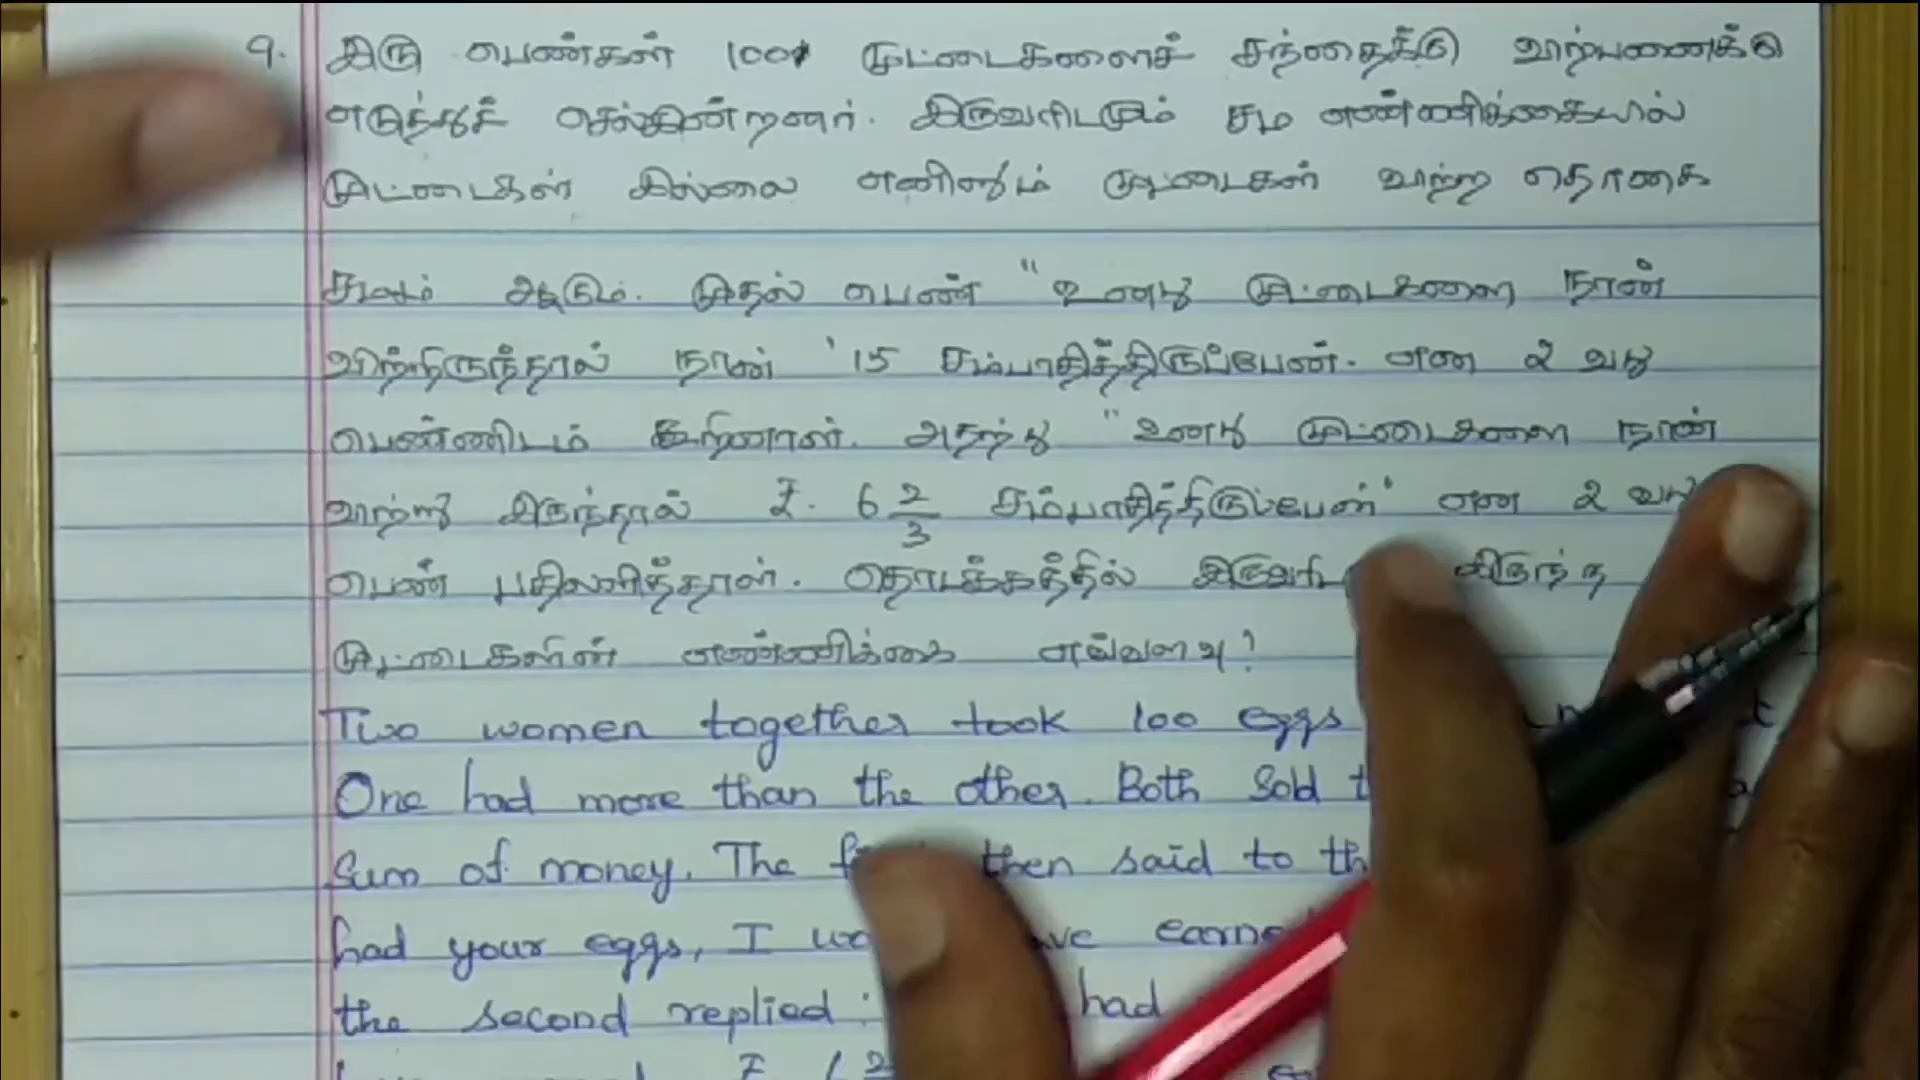 9. இரு பெண்கள் 100 முட்டைகளைச் சந்தைக்கு விற்பனைக்கு
எடுத்துச் செல்கின்றனர். இருவரிடமும் சம எண்ணிக்கையில்
முட்டைகள் இல்லை எனினும் முட்டைகள் விற்ற தொகை
சமம் ஆகும். முதல் பெண் "உனது முட்டைகளை நான்
விற்றிருந்தால் நான் 15 சம்பாதித்திருப்பேன். என 2 வது
பெண்ணிடம் கூறினாள். அதற்கு "உனது முட்டைகளை நான்
விற்று இருந்தால் ₹. 6 2/3 சம்பாதித்திருப்பேன்' என 2 வது
பெண் பதிலளித்தாள். தொடக்கத்தில் இருந்த
முட்டைகளின் எண்ணிக்கை எவ்வளவு?
Two women together took 100 eggs
One had more than the other. Both Sold
Sum of money. The then said to
had your eggs, I
the second replied : had
₹